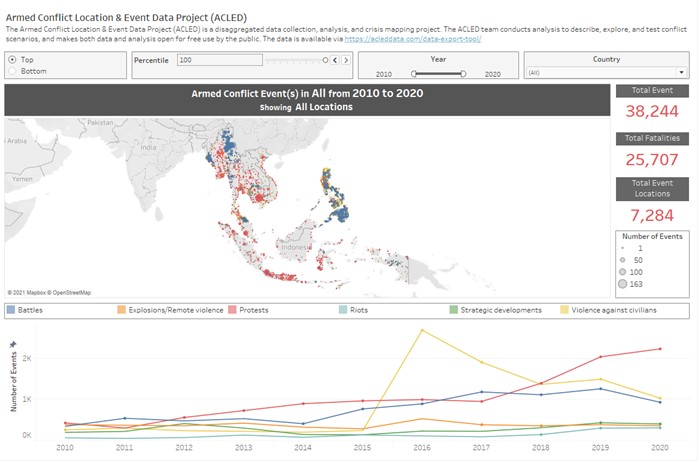 Armed Conflict Location & Event Data Project (ACLED)
The Armed Conflict Location & Event Data Project (ACLED) is a disaggregated data collection, analysis, and crisis mapping project. The ACLED team conducts analysis to describe, explore, and test conflict
scenarios, and makes both data and analysis open for free use by the public. The data is available via https://acleddata.com/data-export-tool/
Top
Bottom
Percentile
100
Year
2010
2020
Country
(All)
Armed Conflict Event(s) in All from 2010 to 2020
Showing All Locations
Total Event
38,244
Total Fatalities
25,707
Total Event
Locations
7,284
Number of Events
1
50
100
163
Pakistan
i Arabia
India
Yemen
Indonesia
© 2021 Mapbox © OpenStreetMap
Battles
Explosions/Remote violence
Protests
Riots
Strategic developments
Violence against civilians
Number of Events
2K
1K
0K
2010 2011 2012 2013 2014 2015 2016 2017 2018 2019 2020